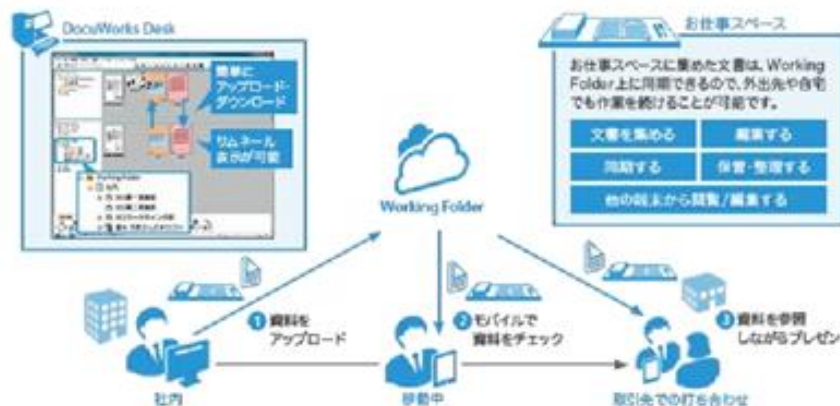 DocuWorks Desk
簡単に
アップロード・
ダウンロード
サムネール
表示が可能
Working Folder
お仕事スペース
お仕事スペースに集めた文書は、Working
Folder上に同期できるので、外出先や自宅
でも作業を続けることが可能です。
文書を集める
編集する
同期する
保管・整理する
他の端末から閲覧/編集する
Working Folder
1 資料を
アップロード
2 モバイルで
資料をチェック
3 資料を参照
しながらプレゼン
社内
移動中
取引先での打ち合わせ